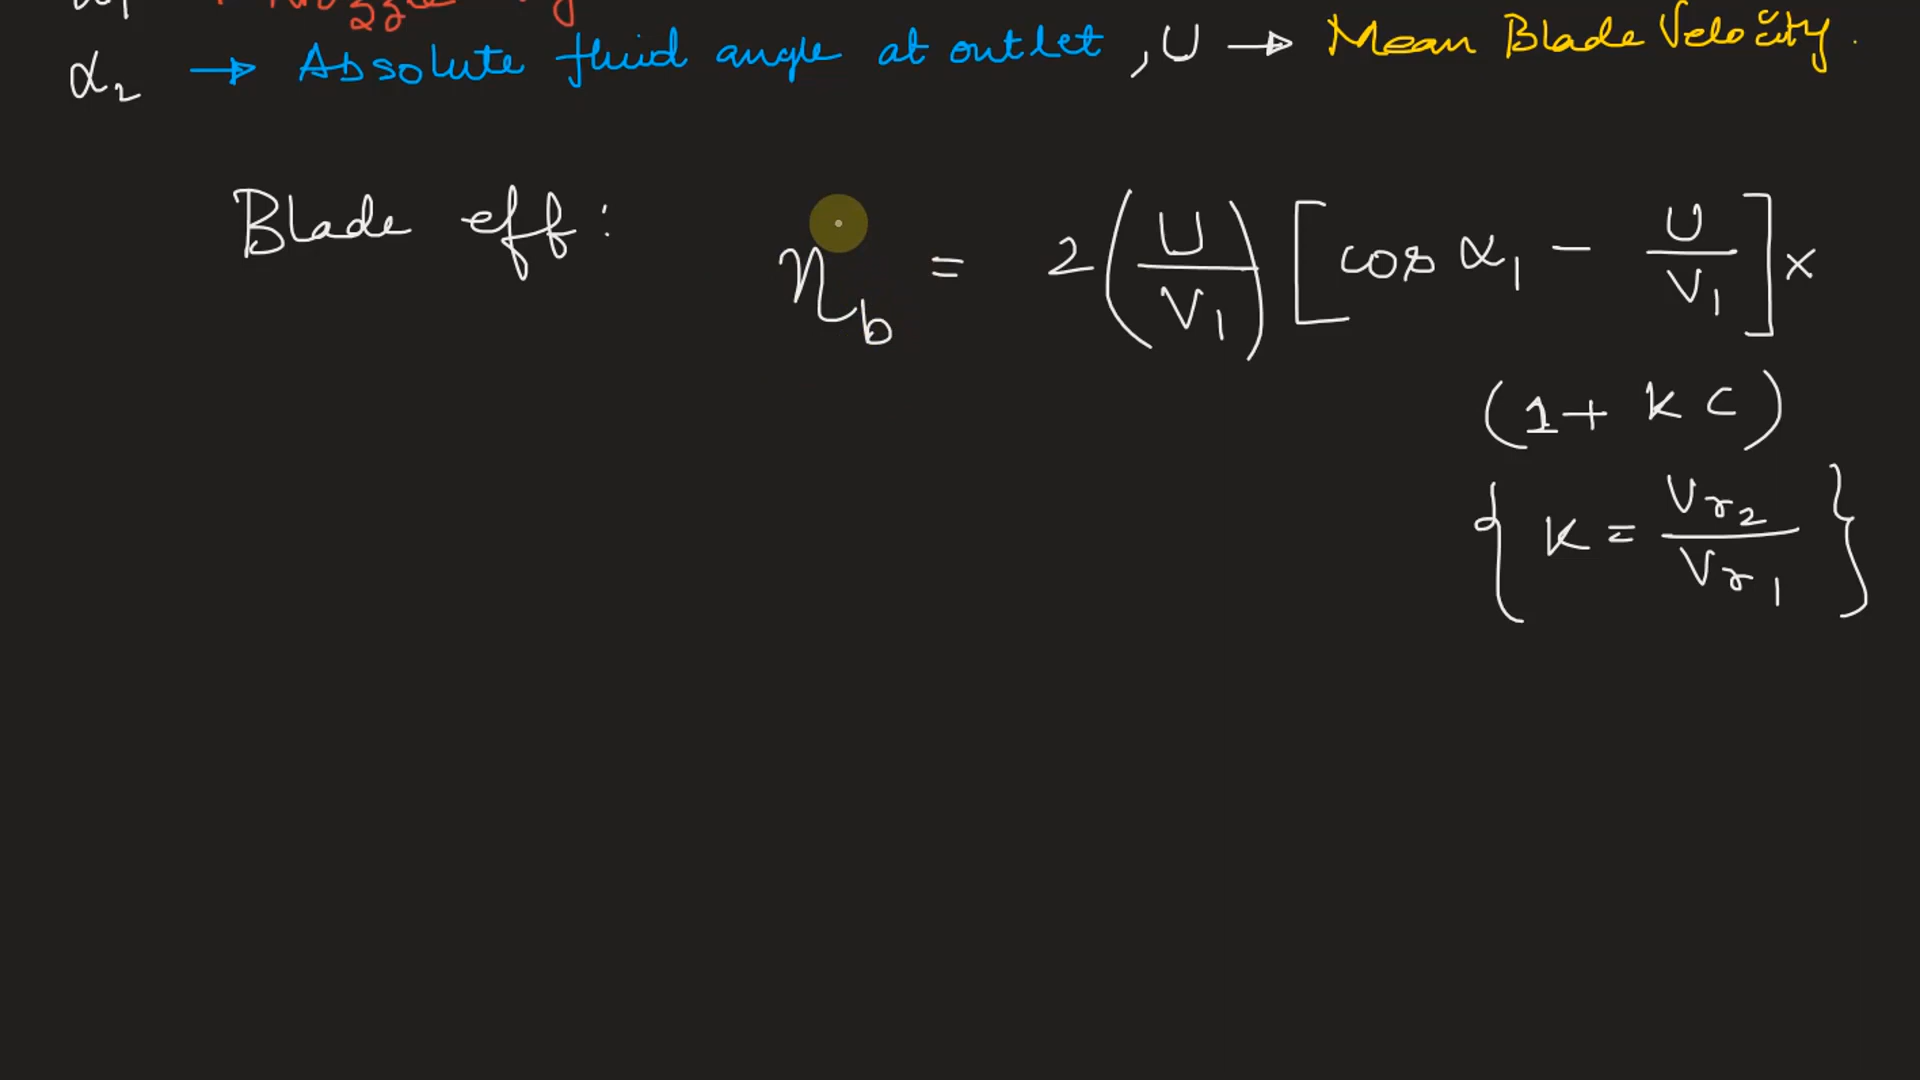 α₂ → Absolute fluid angle at outlet , U → Mean Blade Velocity .
Blade eff : η_b = 2 (U/V₁) [cos α₁ − U/V₁] ×
(1 + K C)
{ K = Vr₂/Vr₁ }